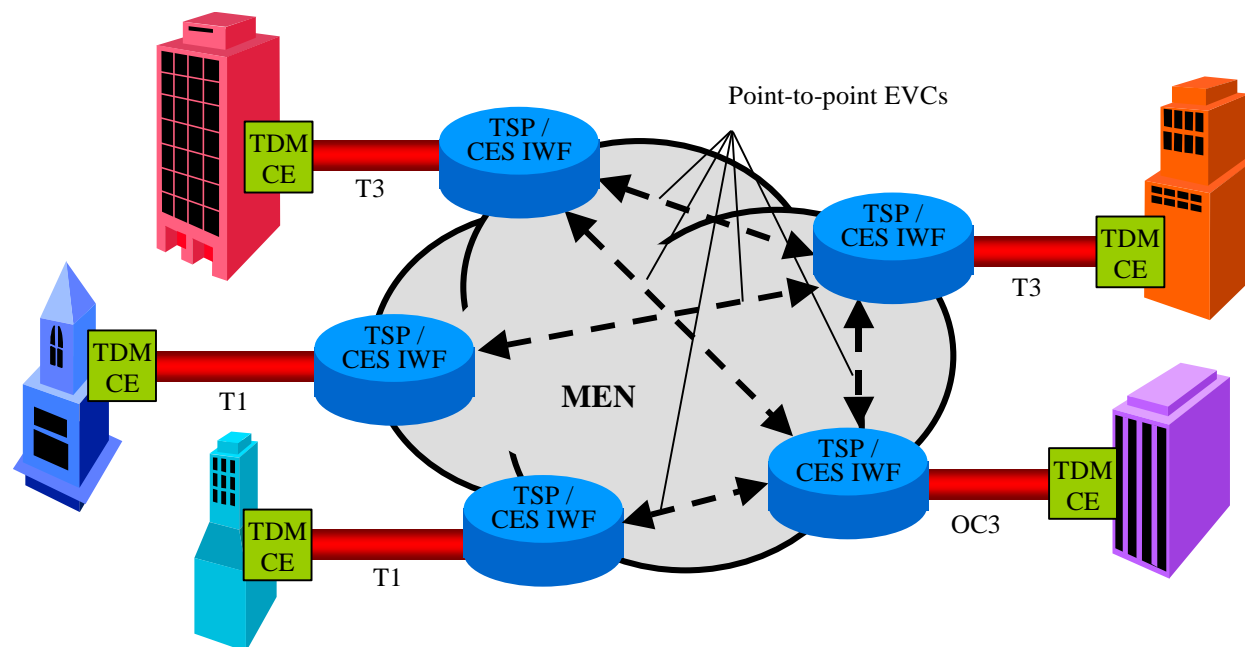 Point-to-point EVCs
TSP /
CES IWF
TDM
CE
T3
TSP /
CES IWF
TDM
CE
T3
TSP /
CES IWF
TDM
CE
T1
MEN
TSP /
CES IWF
TDM
CE
OC3
TSP /
CES IWF
TDM
CE
T1